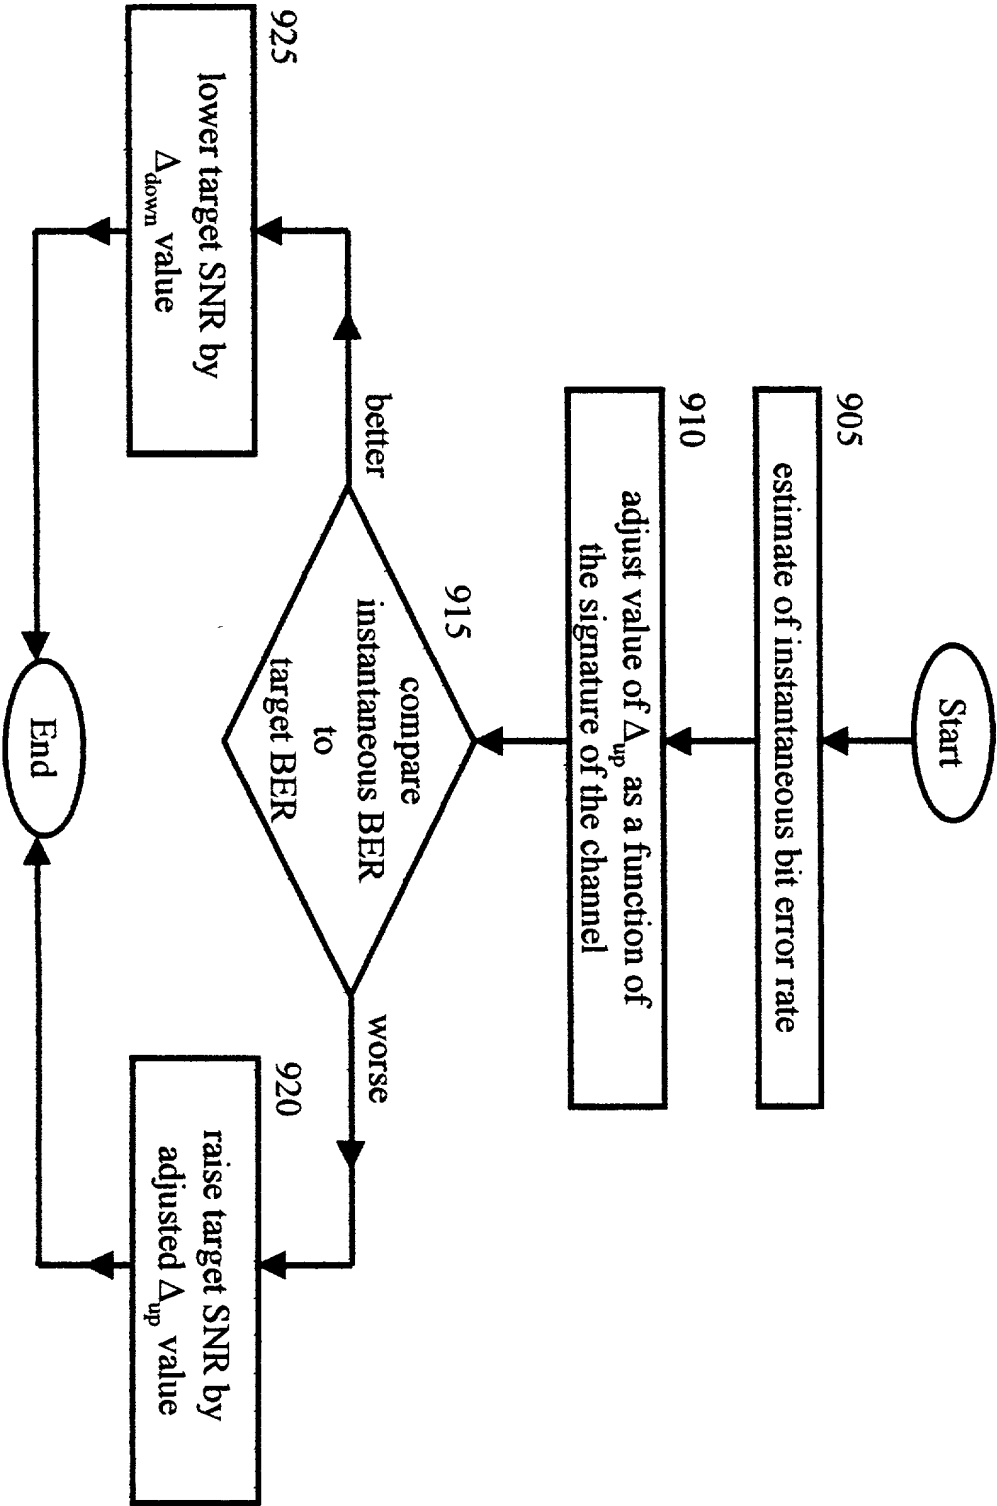 Start
905
estimate of instantaneous bit error rate
910
adjust value of Δup as a function of
the signature of the channel
915
compare
instantaneous BER
to
target BER
better
worse
925
lower target SNR by
Δdown value
920
raise target SNR by
adjusted Δup value
End